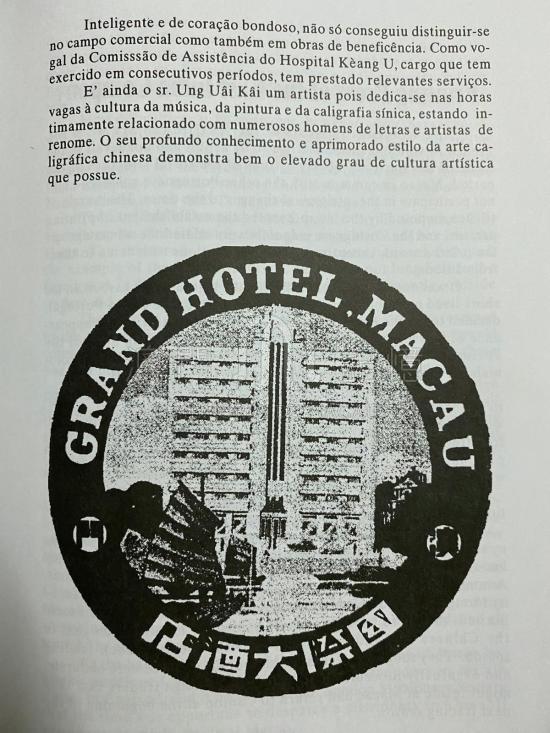 Inteligente e de coração bondoso, não só conseguiu distinguir-se
no campo comercial como também em obras de beneficência. Como vo-
gal da Comisssão de Assistência do Hospital Kèang U, cargo que tem
exercido em consecutivos períodos, tem prestado relevantes serviços.
E' ainda o sr. Ung Uâi Kâi um artista pois dedica-se nas horas
vagas à cultura da música, da pintura e da caligrafia sínica, estando in-
timamente relacionado com numerosos homens de letras e artistas de
renome. O seu profundo conhecimento e aprimorado estilo da arte ca-
ligráfica chinesa demonstra bem o elevado grau de cultura artística
que possue.
GRAND HOTEL, MACAU
店酒大際國